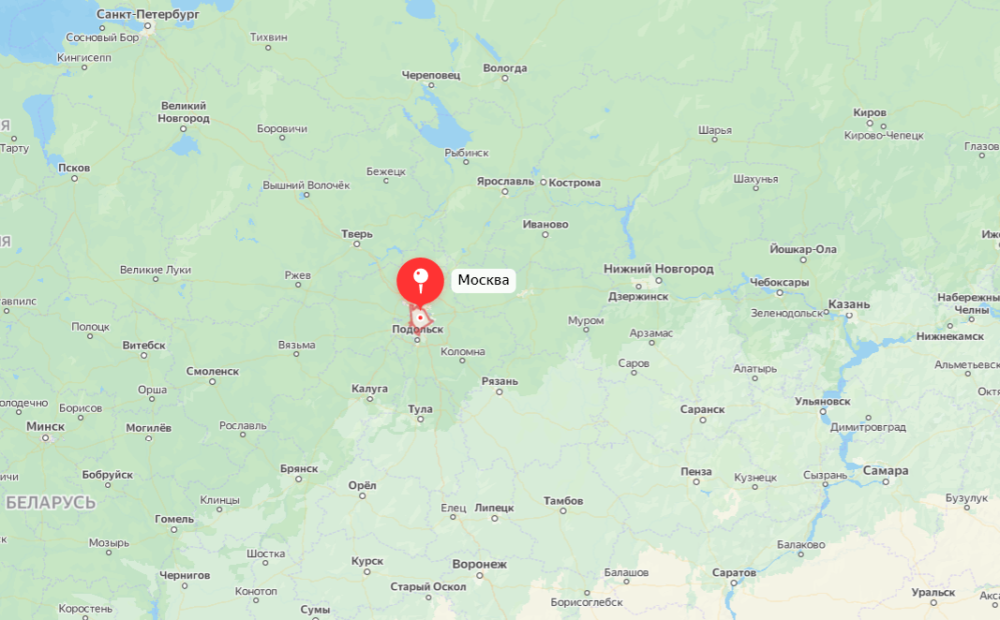 Санкт-Петербург
Сосновый Бор
Тихвин
Кингисепп
Вологда
Череповец
Великий
Новгород
Боровичи
Киров
Кирово-Чепецк
Шарья
Тарту
Глазов
Рыбинск
Псков
Бежецк
Ярославль
Кострома
Шахунья
Вышний Волочёк
Иваново
Тверь
Йошкар-Ола
Великие Луки
Ржев
Нижний Новгород
Москва
Чебоксары
Дзержинск
Набережны
Челны
Казань
Зеленодольск
Муром
Подольск
Полоцк
Арзамас
Нижнекамск
Витебск
Вязьма
Коломна
Саров
Альметьевск
Алатырь
Смоленск
Рязань
Калуга
Орша
Борисов
Тула
Саранск
Ульяновск
Димитровград
Минск
Могилёв
Рославль
Брянск
Бобруйск
Пенза
Кузнецк
Сызрань
Самара
Орёл
БЕЛАРУСЬ
Клинцы
Елец
Липецк
Тамбов
Бузулук
Гомель
Мозырь
Шостка
Балаково
Курск
Воронеж
Балашов
Саратов
Чернигов
Конотоп
Старый Оскол
Борисоглебск
Уральск
Коростень
Сумы